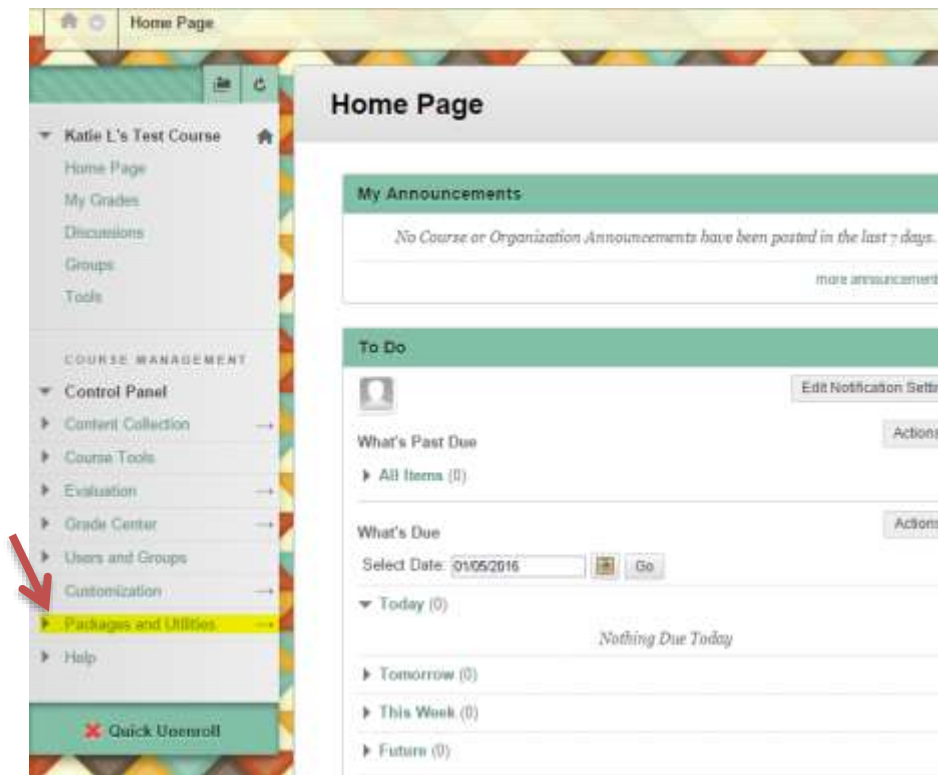 Home Page
Katie L's Test Course
Home Page
My Grades
Discussions
Groups
Tools
COURSE MANAGEMENT
Control Panel
Content Collection
Course Tools
Evaluation
Grade Center
Users and Groups
Customization
Packages and Utilities
Help
Quick Unenroll
Home Page
My Announcements
No Course or Organization Announcements have been posted in the last 7 days.
more announcement
To Do
Edit Notification Setti
What's Past Due
Actions
All Items (0)
What's Due
Actions
Select Date: 01/05/2016 Go
Today (0)
Nothing Due Today
Tomorrow (0)
This Week (0)
Future (0)